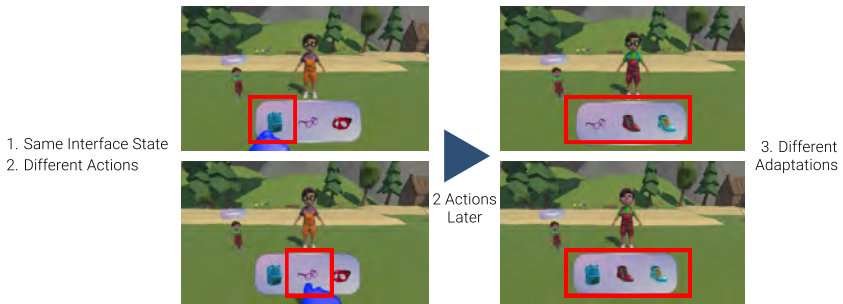 1. Same Interface State
2. Different Actions
2 Actions
Later
3. Different
Adaptations